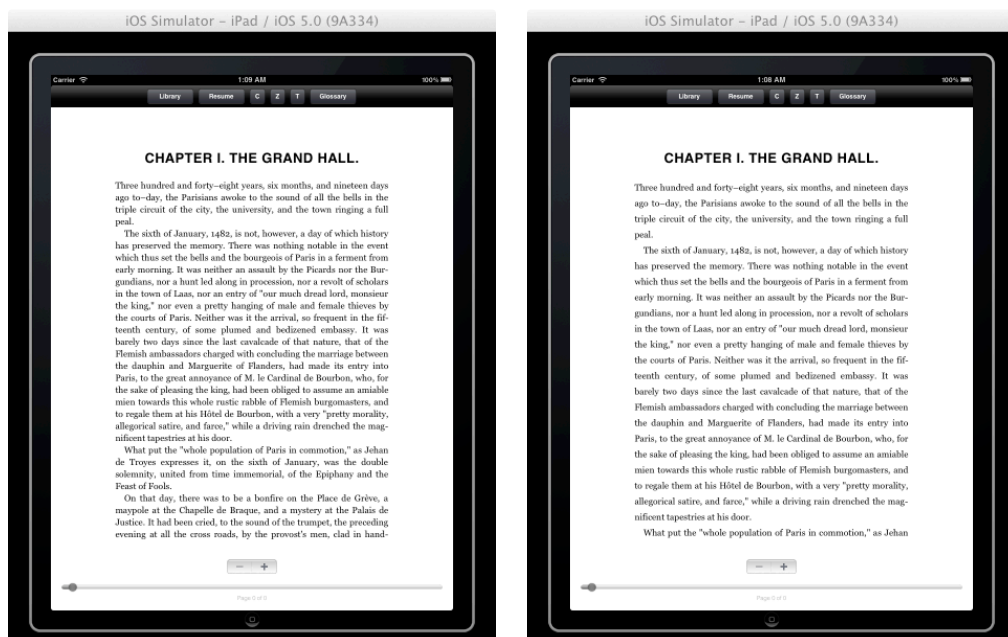 iOS Simulator – iPad / iOS 5.0 (9A334)
Carrier
1:09 AM
100%
Library
Resume
C
Z
T
Glossary
CHAPTER I. THE GRAND HALL.
Three hundred and forty–eight years, six months, and nineteen days
ago to–day, the Parisians awoke to the sound of all the bells in the
triple circuit of the city, the university, and the town ringing a full
peal.
The sixth of January, 1482, is not, however, a day of which history
has preserved the memory. There was nothing notable in the event
which thus set the bells and the bourgeois of Paris in a ferment from
early morning. It was neither an assault by the Picards nor the Bur-
gundians, nor a hunt led along in procession, nor a revolt of scholars
in the town of Laas, nor an entry of "our much dread lord, monsieur
the king," nor even a pretty hanging of male and female thieves by
the courts of Paris. Neither was it the arrival, so frequent in the fif-
teenth century, of some plumed and bedizened embassy. It was
barely two days since the last cavalcade of that nature, that of the
Flemish ambassadors charged with concluding the marriage between
the dauphin and Marguerite of Flanders, had made its entry into
Paris, to the great annoyance of M. le Cardinal de Bourbon, who, for
the sake of pleasing the king, had been obliged to assume an amiable
mien towards this whole rustic rabble of Flemish burgomasters, and
to regale them at his Hôtel de Bourbon, with a very "pretty morality,
allegorical satire, and farce," while a driving rain drenched the mag-
nificent tapestries at his door.
What put the "whole population of Paris in commotion," as Jehan
de Troyes expresses it, on the sixth of January, was the double
solemnity, united from time immemorial, of the Epiphany and the
Feast of Fools.
On that day, there was to be a bonfire on the Place de Grève, a
maypole at the Chapelle de Braque, and a mystery at the Palais de
Justice. It had been cried, to the sound of the trumpet, the preceding
evening at all the cross roads, by the provost's men, clad in hand-
Page 0 of 0
iOS Simulator – iPad / iOS 5.0 (9A334)
Carrier
1:08 AM
100%
Library
Resume
C
Z
T
Glossary
CHAPTER I. THE GRAND HALL.
Three hundred and forty–eight years, six months, and nineteen days
ago to–day, the Parisians awoke to the sound of all the bells in the
triple circuit of the city, the university, and the town ringing a full
peal.
The sixth of January, 1482, is not, however, a day of which history
has preserved the memory. There was nothing notable in the event
which thus set the bells and the bourgeois of Paris in a ferment from
early morning. It was neither an assault by the Picards nor the Bur-
gundians, nor a hunt led along in procession, nor a revolt of scholars
in the town of Laas, nor an entry of "our much dread lord, monsieur
the king," nor even a pretty hanging of male and female thieves by
the courts of Paris. Neither was it the arrival, so frequent in the fif-
teenth century, of some plumed and bedizened embassy. It was
barely two days since the last cavalcade of that nature, that of the
Flemish ambassadors charged with concluding the marriage between
the dauphin and Marguerite of Flanders, had made its entry into
Paris, to the great annoyance of M. le Cardinal de Bourbon, who, for
the sake of pleasing the king, had been obliged to assume an amiable
mien towards this whole rustic rabble of Flemish burgomasters, and
to regale them at his Hôtel de Bourbon, with a very "pretty morality,
allegorical satire, and farce," while a driving rain drenched the mag-
nificent tapestries at his door.
What put the "whole population of Paris in commotion," as Jehan
Page 0 of 0